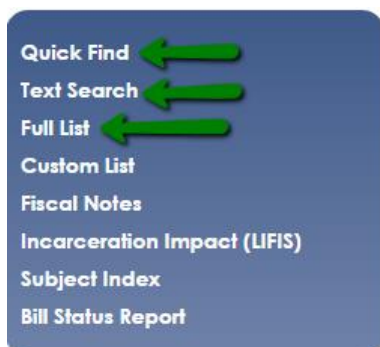 Quick Find
Text Search
Full List
Custom List
Fiscal Notes
Incarceration Impact (LIFIS)
Subject Index
Bill Status Report